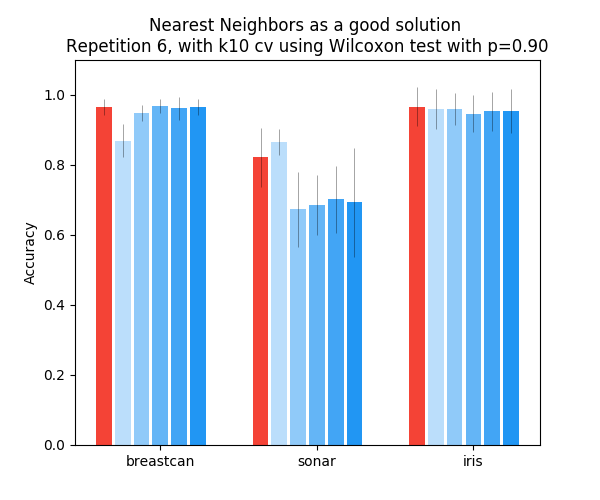 Nearest Neighbors as a good solution
Repetition 6, with k10 cv using Wilcoxon test with p=0.90
1.0
0.8
0.6
0.4
0.2
0.0
Accuracy
breastcan
sonar
iris